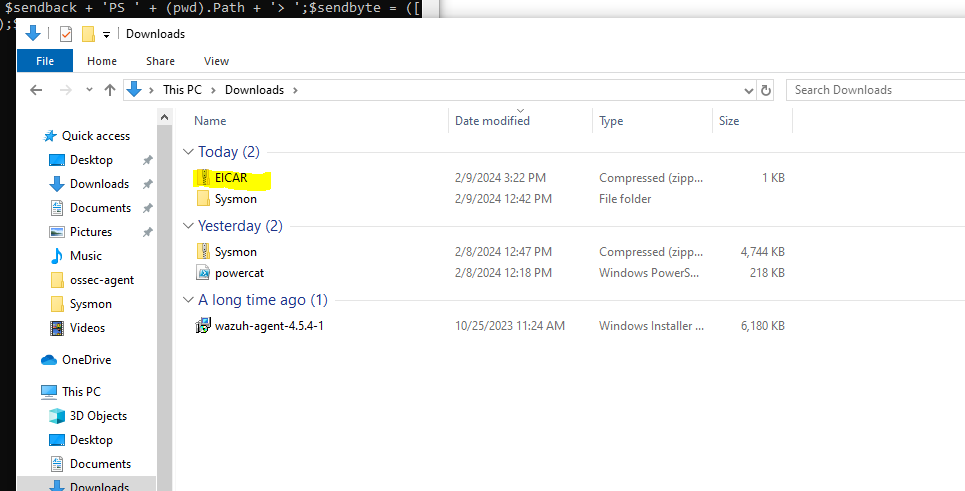 $sendback + 'PS ' + (pwd).Path + '> ';$sendbyte = ([
);$
Downloads
File Home Share View
This PC Downloads Search Downloads
Name Date modified Type Size
Quick access
Desktop
Downloads
Documents
Pictures
Music
ossec-agent
Sysmon
Videos
OneDrive
This PC
3D Objects
Desktop
Documents
Downloads
Today (2)
EICAR 2/9/2024 3:22 PM Compressed (zipp... 1 KB
Sysmon 2/9/2024 12:42 PM File folder
Yesterday (2)
Sysmon 2/8/2024 12:47 PM Compressed (zipp... 4,744 KB
powercat 2/8/2024 12:18 PM Windows PowerS... 218 KB
A long time ago (1)
wazuh-agent-4.5.4-1 10/25/2023 11:24 AM Windows Installer ... 6,180 KB